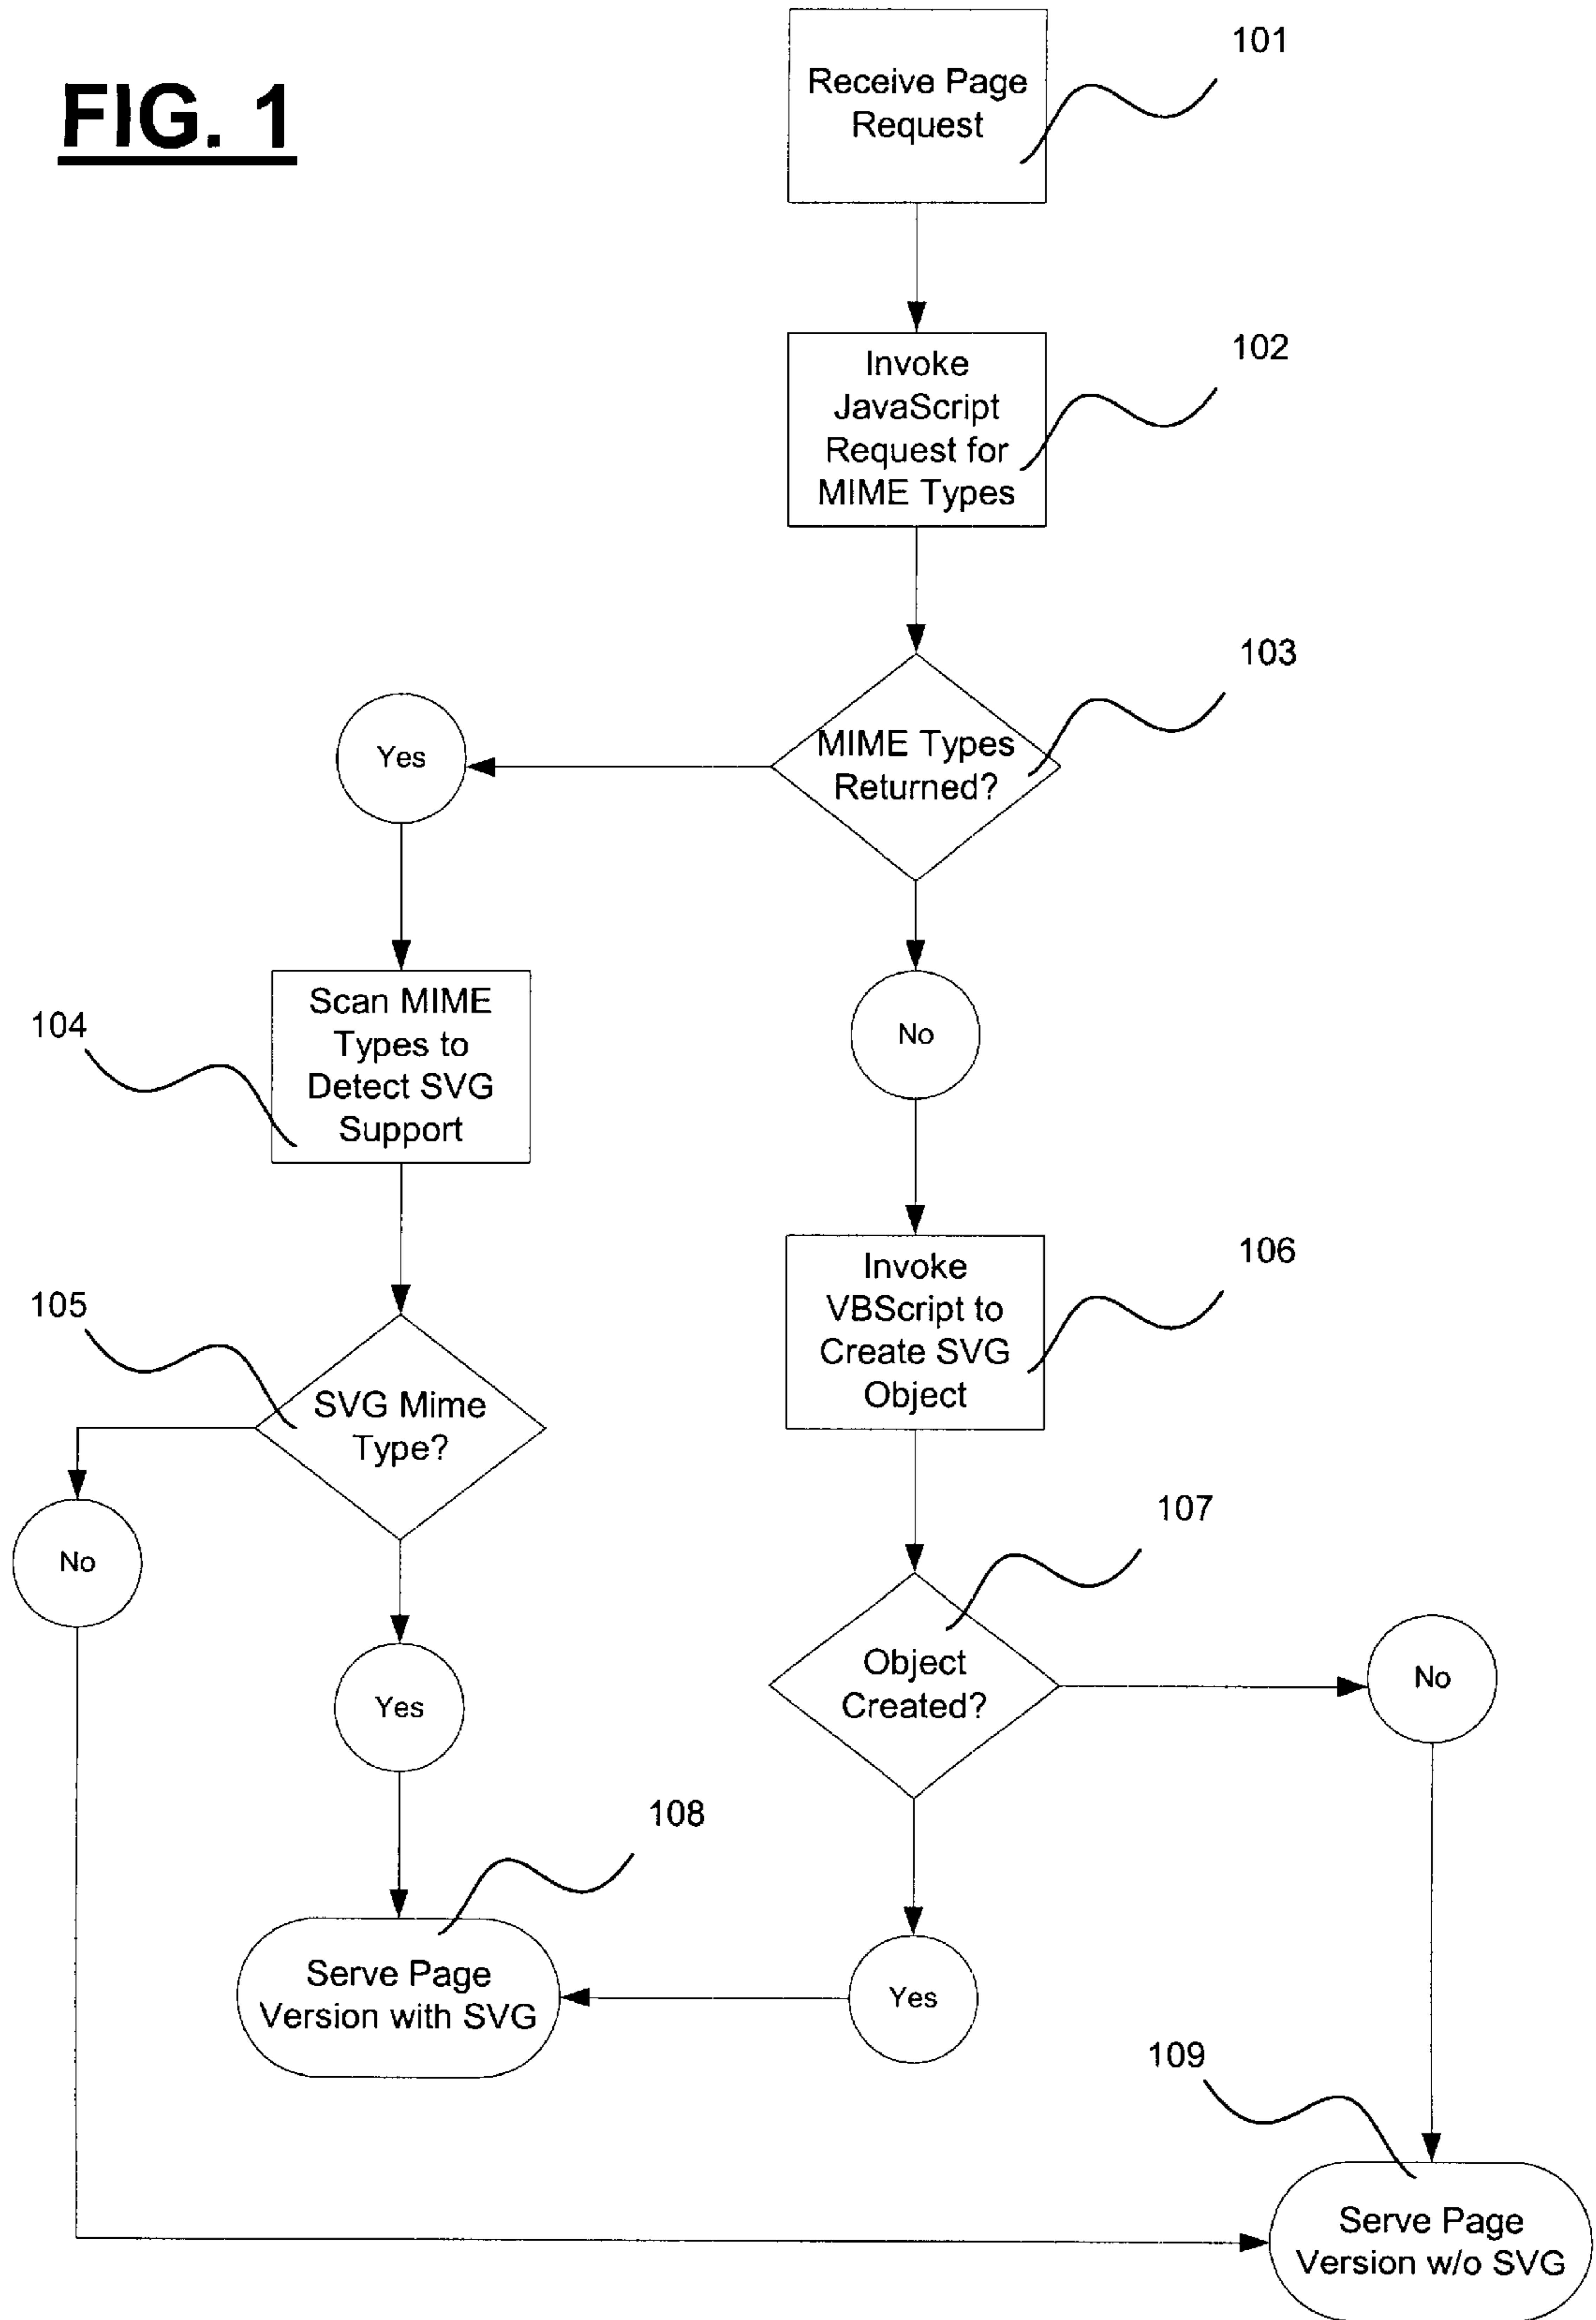 FIG. 1
101
Receive Page
Request
102
Invoke
JavaScript
Request for
MIME Types
103
MIME Types
Returned?
Yes
No
104
Scan MIME
Types to
Detect SVG
Support
106
Invoke
VBScript to
Create SVG
Object
105
SVG Mime
Type?
No
Yes
107
Object
Created?
No
Yes
108
Serve Page
Version with SVG
109
Serve Page
Version w/o SVG